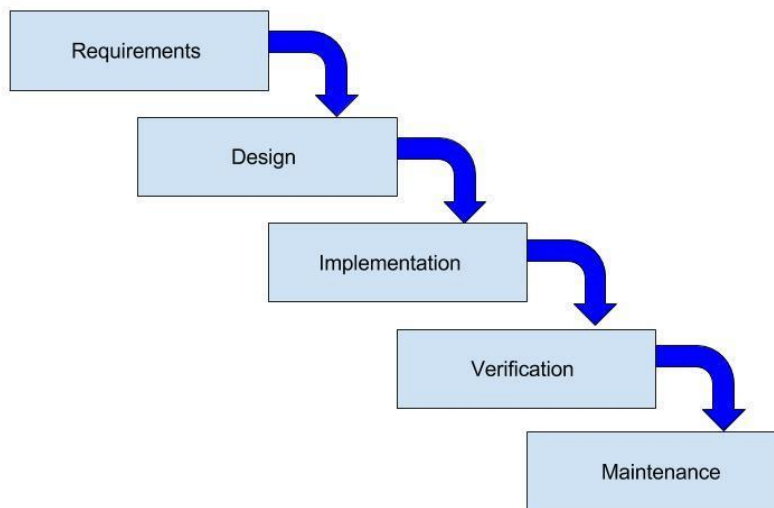 Requirements
Design
Implementation
Verification
Maintenance